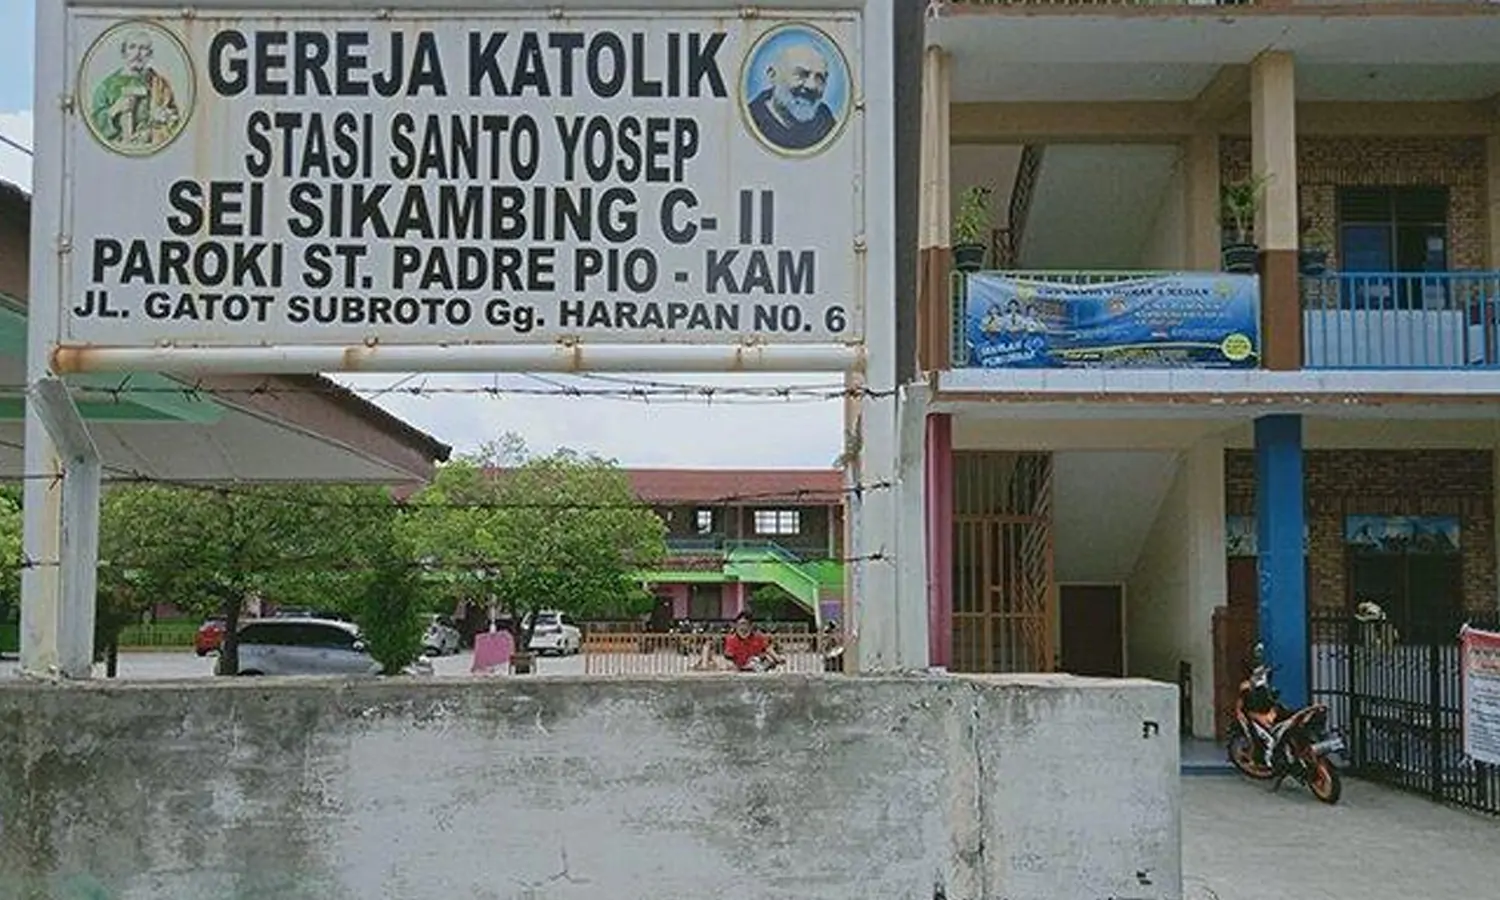 GEREJA KATOLIK
STASI SANTO YOSEP
SEI SIKAMBING C- II
PAROKI ST. PADRE PIO - KAM
JL. GATOT SUBROTO Gg. HARAPAN N0. 6